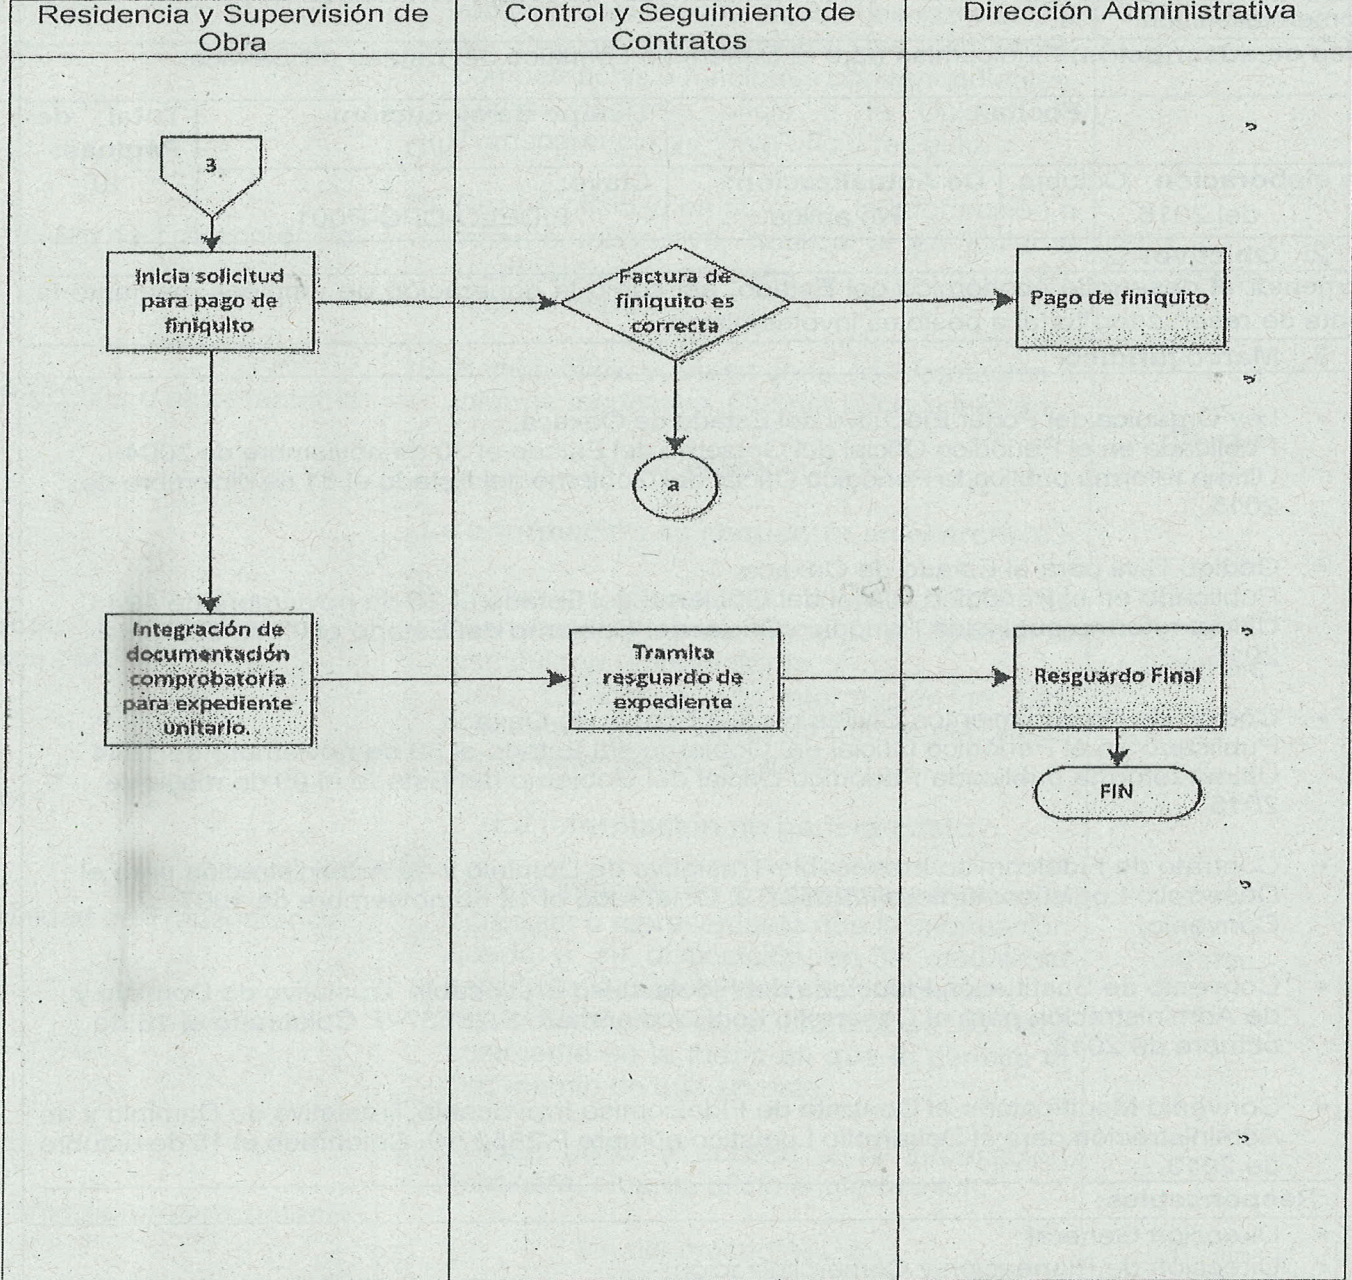 Residencia y Supervisión de
Obra
Control y Seguimiento de
Contratos
Dirección Administrativa
3
Inicia solicitud
para pago de
finiquito
Factura de
finiquito es
correcta
Pago de finiquito
a
Integración de
documentación
comprobatoria
para expediente
unitario.
Tramita
resguardo de
expediente
Resguardo Final
FIN